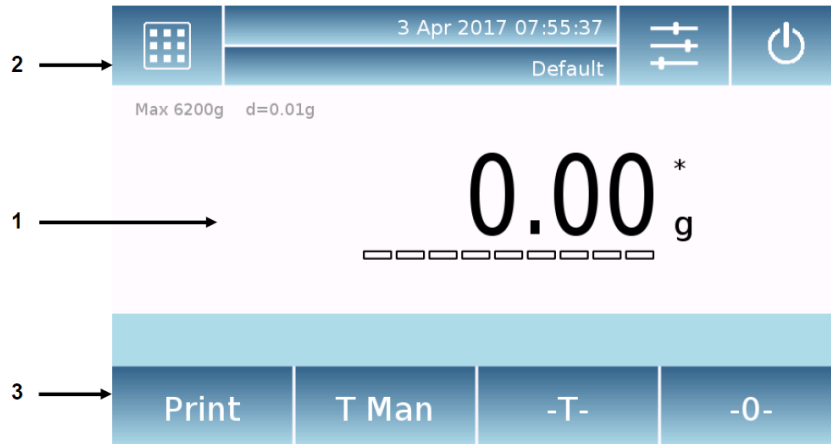 3 Apr 2017 07:55:37
2
Default
Max 6200g d=0.01g
*
1
0.00 g
3
Print T Man -T- -0-